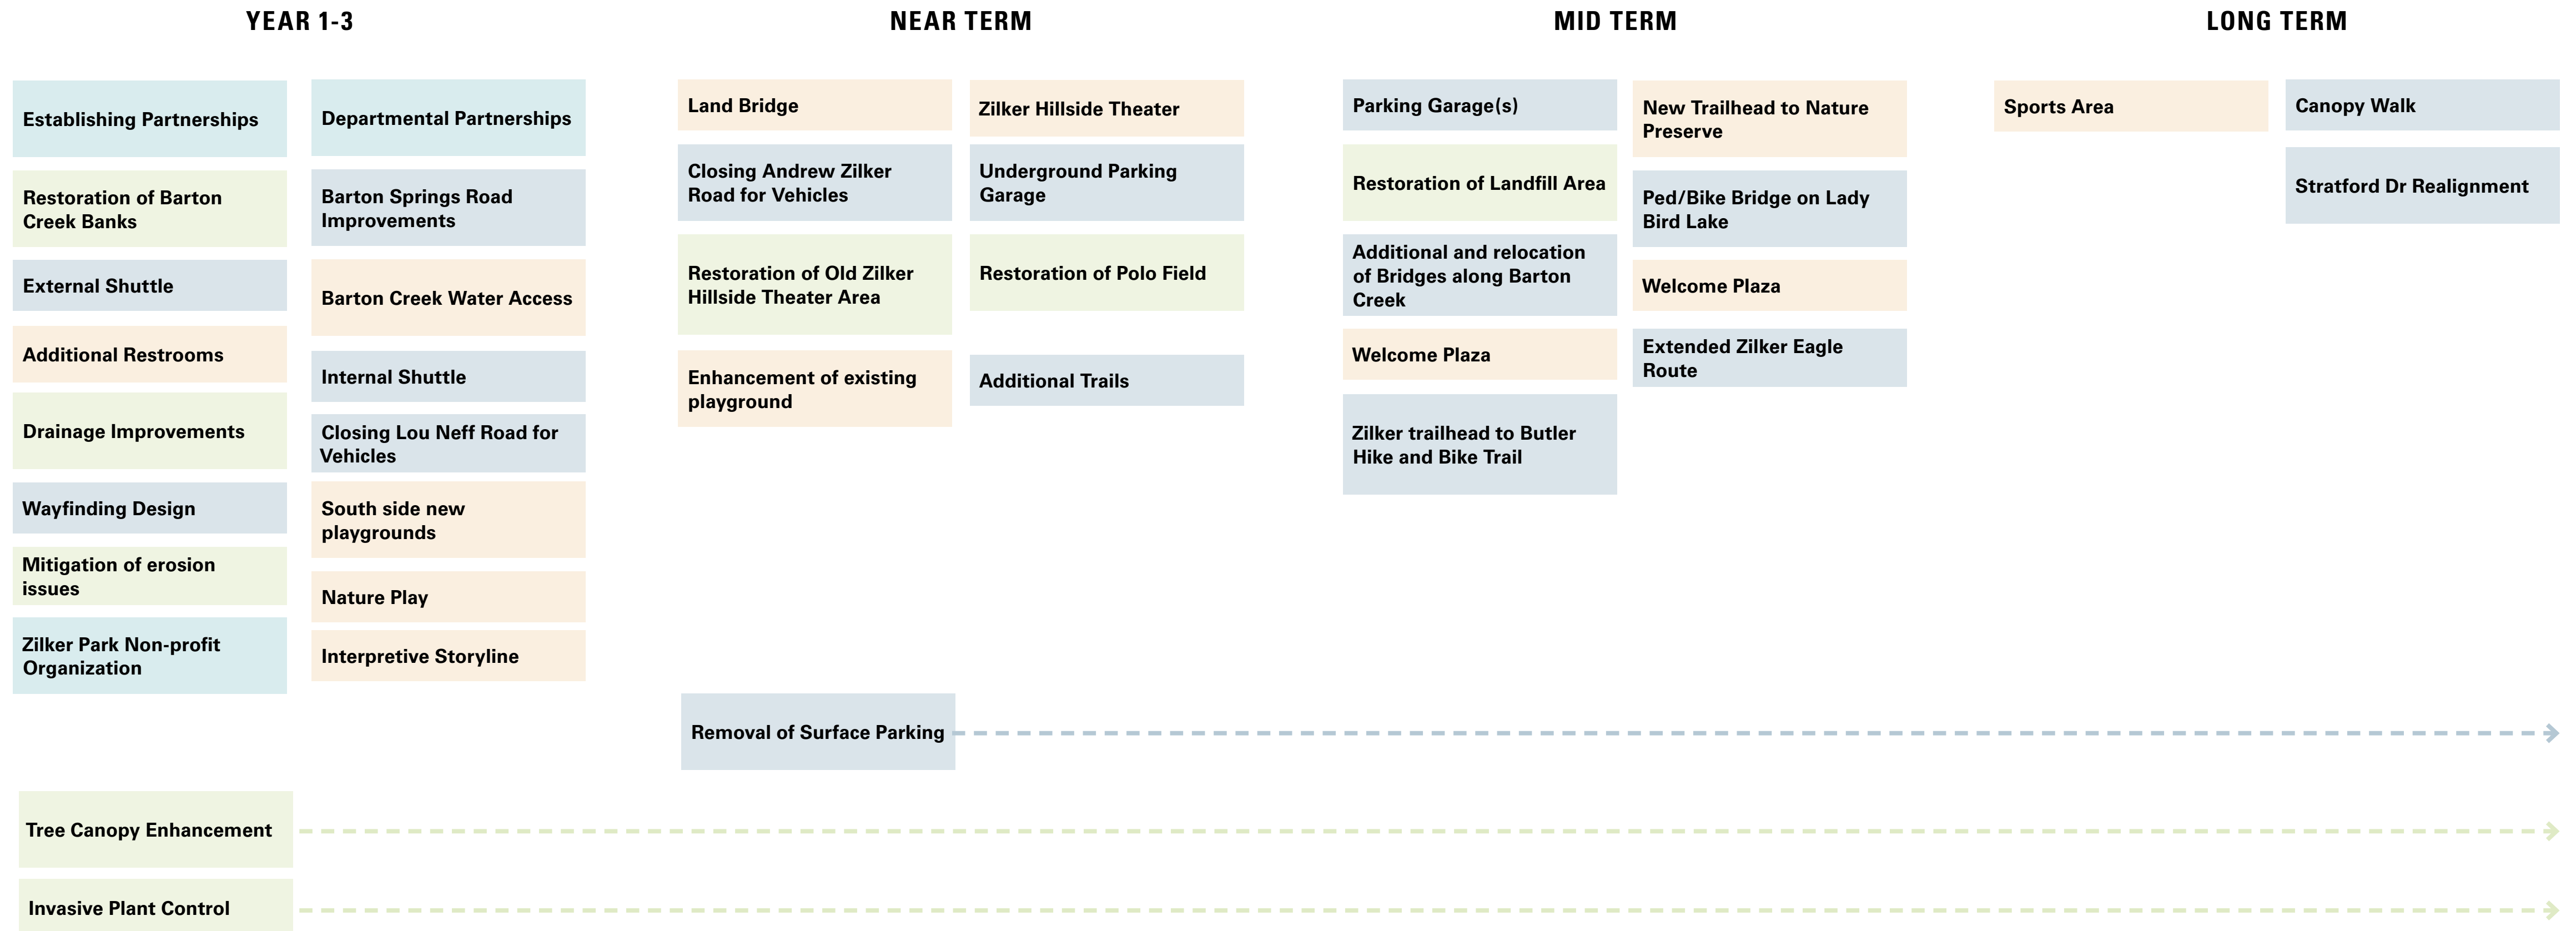 YEAR 1-3
Establishing Partnerships
Restoration of Barton
Creek Banks
External Shuttle
Additional Restrooms
Drainage Improvements
Wayfinding Design
Mitigation of erosion
issues
Zilker Park Non-profit
Organization
Departmental Partnerships
Barton Springs Road
Improvements
Barton Creek Water Access
Internal Shuttle
Closing Lou Neff Road for
Vehicles
South side new
playgrounds
Nature Play
Interpretive Storyline
NEAR TERM
Land Bridge
Closing Andrew Zilker
Road for Vehicles
Restoration of Old Zilker
Hillside Theater Area
Enhancement of existing
playground
Zilker Hillside Theater
Underground Parking
Garage
Restoration of Polo Field
Additional Trails
MID TERM
Parking Garage(s)
Restoration of Landfill Area
Additional and relocation
of Bridges along Barton
Creek
Welcome Plaza
Zilker trailhead to Butler
Hike and Bike Trail
New Trailhead to Nature
Preserve
Ped/Bike Bridge on Lady
Bird Lake
Welcome Plaza
Extended Zilker Eagle
Route
LONG TERM
Sports Area
Canopy Walk
Stratford Dr Realignment
Removal of Surface Parking
Tree Canopy Enhancement
Invasive Plant Control